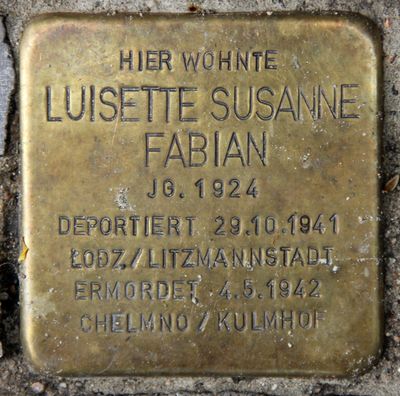 HIER WOHNTE
LUISETTE SUSANNE
FABIAN
JG. 1924
DEPORTIERT 29.10.1941
ŁODZ/LITZMANNSTADT
ERMORDET 4.5.1942
CHELMNO / KULMHOF